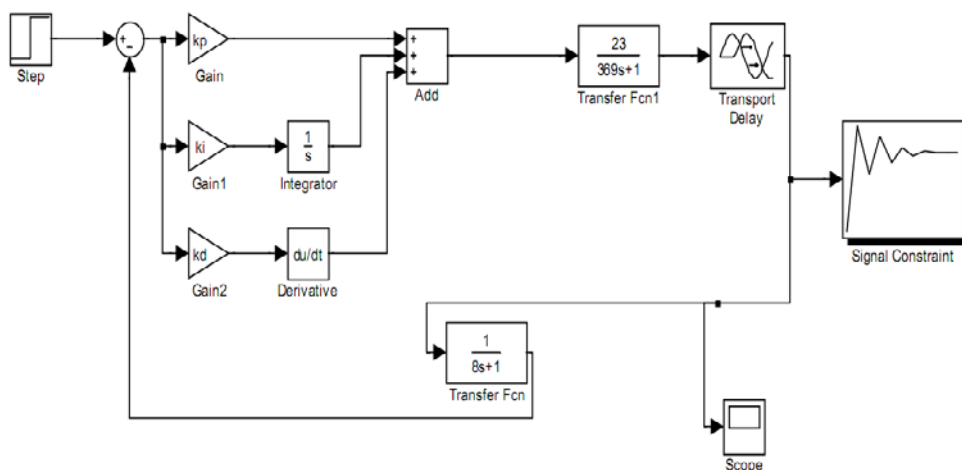 Step
+
−
kp
Gain
+
+
+
Add
23
369s+1
Transfer Fcn1
Transport
Delay
ki
Gain1
1
s
Integrator
kd
Gain2
du/dt
Derivative
Signal Constraint
1
8s+1
Transfer Fcn
Scope